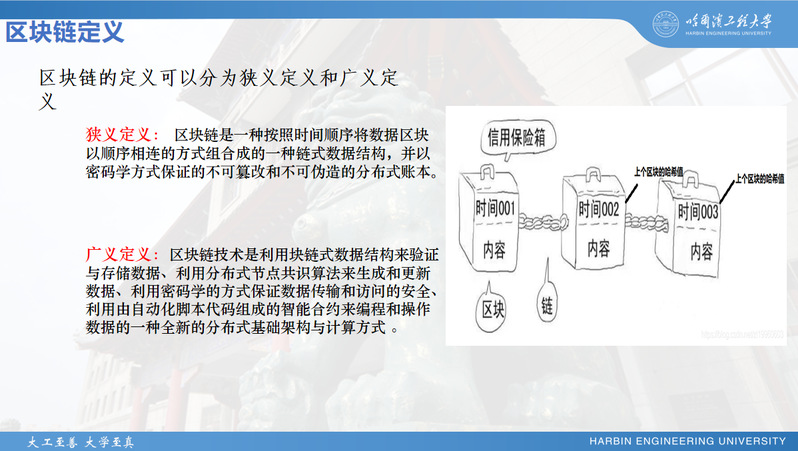 区块链定义
哈尔滨工程大学
HARBIN ENGINEERING UNIVERSITY
区块链的定义可以分为狭义定义和广义定
义
狭义定义： 区块链是一种按照时间顺序将数据区块
以顺序相连的方式组合成的一种链式数据结构，并以
密码学方式保证的不可篡改和不可伪造的分布式账本。
广义定义：区块链技术是利用块链式数据结构来验证
与存储数据、利用分布式节点共识算法来生成和更新
数据、利用密码学的方式保证数据传输和访问的安全、
利用由自动化脚本代码组成的智能合约来编程和操作
数据的一种全新的分布式基础架构与计算方式 。
信用保险箱
上个区块的哈希值
上个区块的哈希值
时间001
时间002
时间003
内容
内容
内容
区块
链
大工至善 大学至真
HARBIN ENGINEERING UNIVERSITY